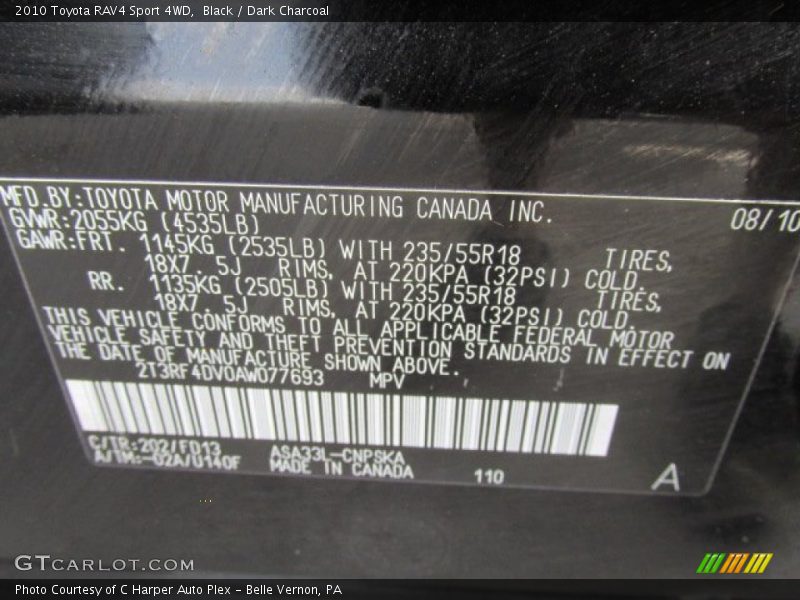 2010 Toyota RAV4 Sport 4WD, Black / Dark Charcoal
MFD.BY:TOYOTA MOTOR MANUFACTURING CANADA INC.
GVWR:2055KG (4535LB) 08/10
GAWR:FRT. 1145KG (2535LB) WITH 235/55R18 TIRES,
18X7.5J RIMS, AT 220KPA (32PSI) COLD.
RR. 1135KG (2505LB) WITH 235/55R18 TIRES,
18X7.5J RIMS, AT 220KPA (32PSI) COLD.
THIS VEHICLE CONFORMS TO ALL APPLICABLE FEDERAL MOTOR
VEHICLE SAFETY AND THEFT PREVENTION STANDARDS IN EFFECT ON
THE DATE OF MANUFACTURE SHOWN ABOVE.
2T3RF4DV0AW077693 MPV
C/TR:202/FD13 ASA33L-CNPSKA
A/TM:-02A/U140F MADE IN CANADA 110 A
GTCARLOT.COM
Photo Courtesy of C Harper Auto Plex – Belle Vernon, PA